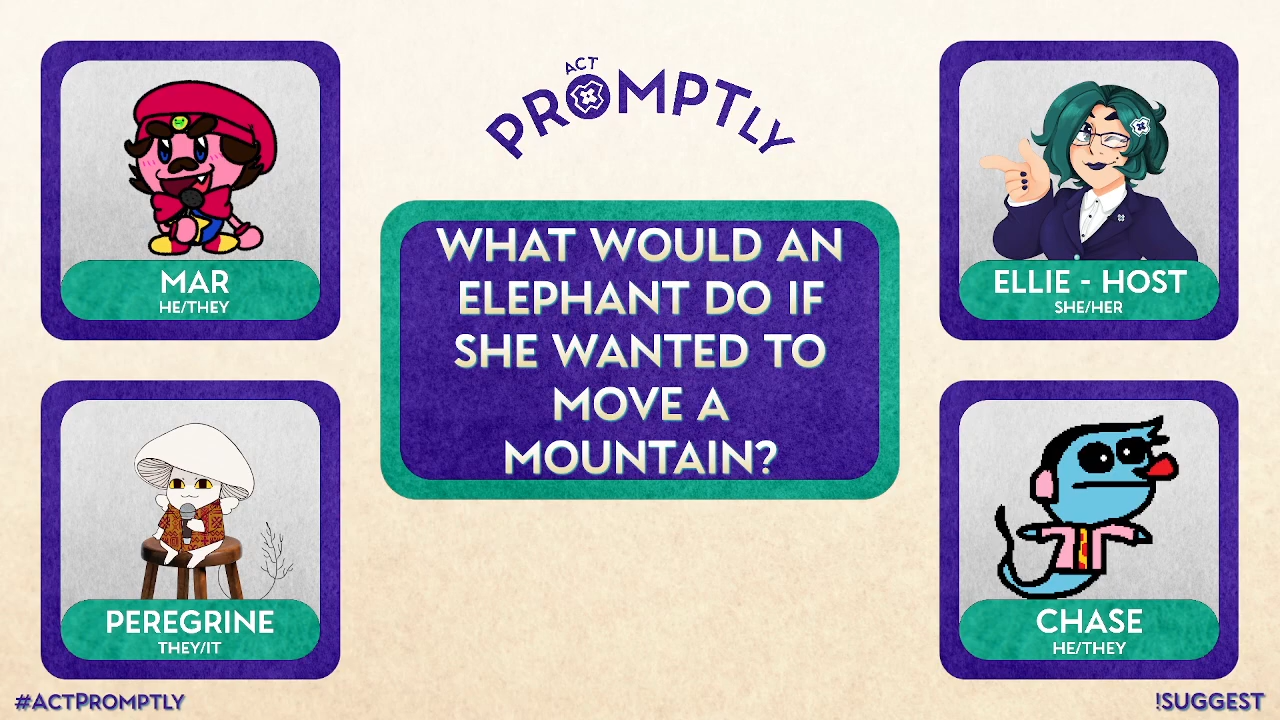 ACT
PROMPTLY
MAR
HE/THEY
ELLIE - HOST
SHE/HER
WHAT WOULD AN
ELEPHANT DO IF
SHE WANTED TO
MOVE A
MOUNTAIN?
PEREGRINE
THEY/IT
CHASE
HE/THEY
#ACTPROMPTLY
!SUGGEST